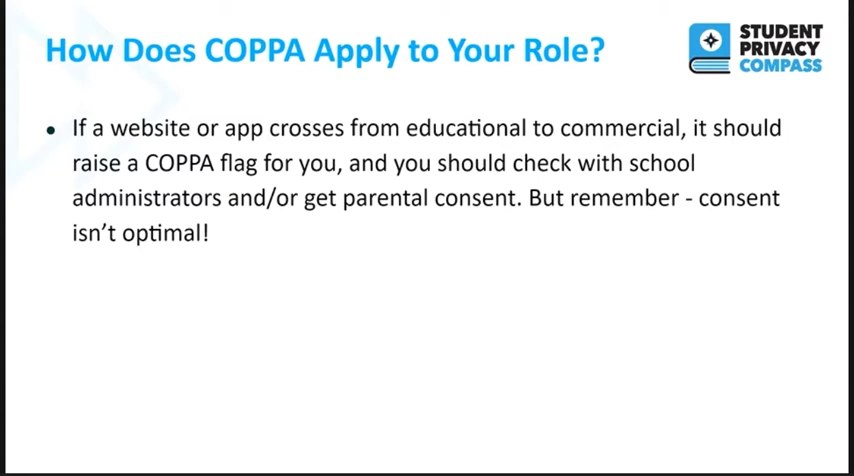 How Does COPPA Apply to Your Role?
STUDENT
PRIVACY
COMPASS
• If a website or app crosses from educational to commercial, it should
raise a COPPA flag for you, and you should check with school
administrators and/or get parental consent. But remember - consent
isn’t optimal!